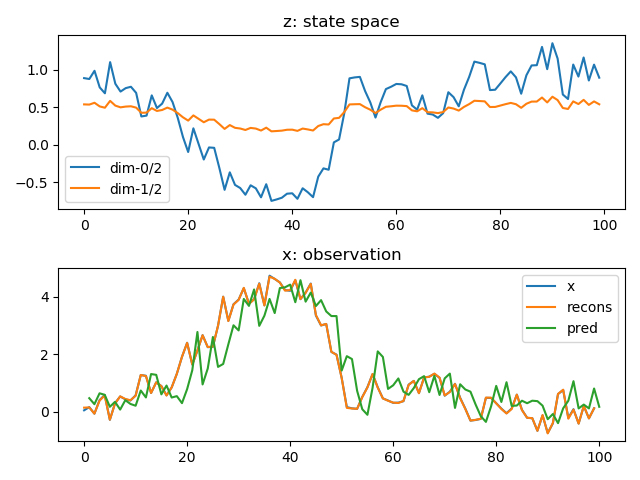 z: state space
1.0
0.5
0.0
−0.5
dim-0/2
dim-1/2
0 20 40 60 80 100
x: observation
4
2
0
x
recons
pred
0 20 40 60 80 100